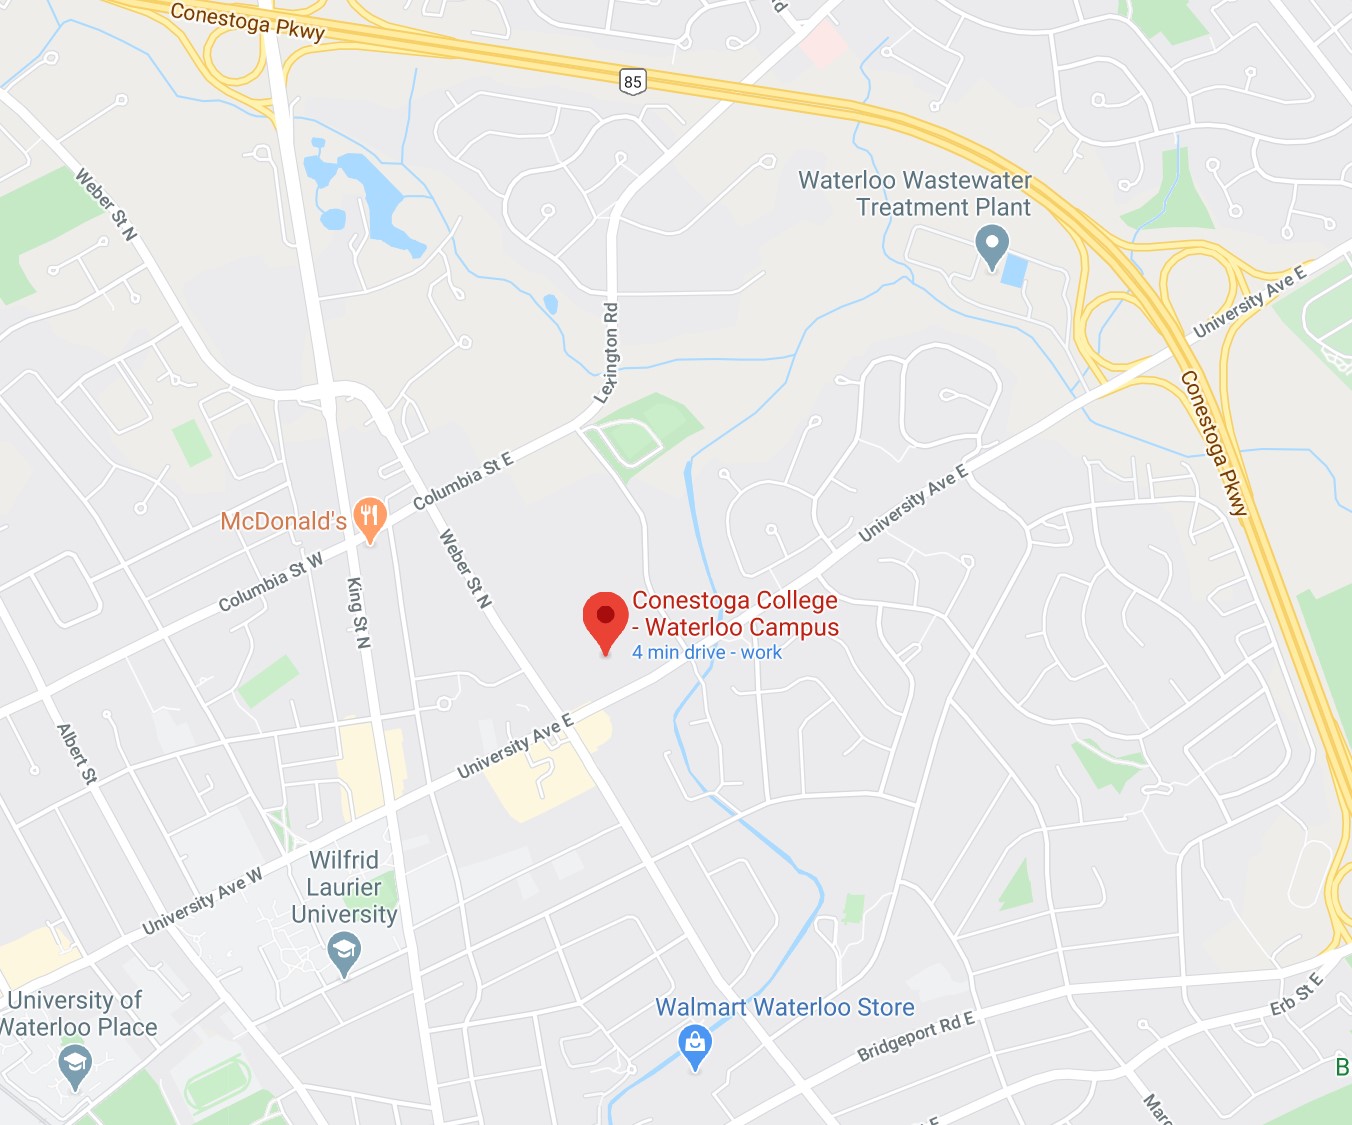 Conestoga Pkwy
85
Weber St N
Waterloo Wastewater
Treatment Plant
University Ave E
Lexington Rd
Conestoga Pkwy
Columbia St E
University Ave E
McDonald's
Columbia St W
King St N
Weber St N
Conestoga College
- Waterloo Campus
4 min drive - work
University Ave E
Albert St
University Ave W
Wilfrid
Laurier
University
University of
Waterloo Place
Walmart Waterloo Store
Bridgeport Rd E
Erb St E
B
E